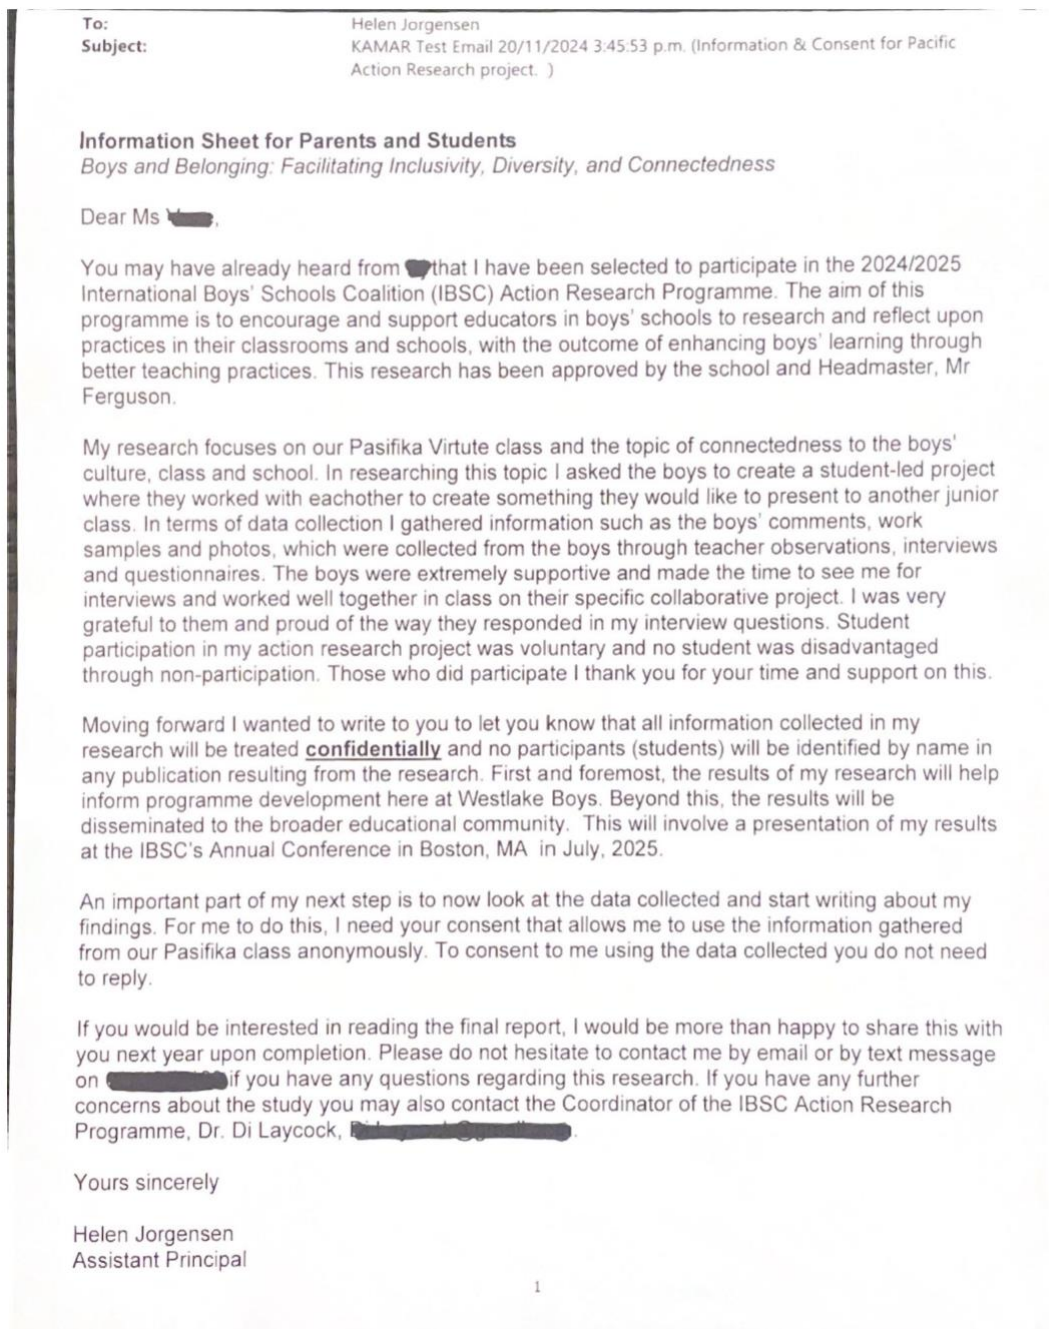 To: Helen Jorgensen
Subject: KAMAR Test Email 20/11/2024 3:45:53 p.m. (Information & Consent for Pacific
Action Research project. )
Information Sheet for Parents and Students
Boys and Belonging: Facilitating Inclusivity, Diversity, and Connectedness
Dear Ms ,
You may have already heard from that I have been selected to participate in the 2024/2025
International Boys' Schools Coalition (IBSC) Action Research Programme. The aim of this
programme is to encourage and support educators in boys' schools to research and reflect upon
practices in their classrooms and schools, with the outcome of enhancing boys' learning through
better teaching practices. This research has been approved by the school and Headmaster, Mr
Ferguson.
My research focuses on our Pasifika Virtute class and the topic of connectedness to the boys'
culture, class and school. In researching this topic I asked the boys to create a student-led project
where they worked with eachother to create something they would like to present to another junior
class. In terms of data collection I gathered information such as the boys' comments, work
samples and photos, which were collected from the boys through teacher observations, interviews
and questionnaires. The boys were extremely supportive and made the time to see me for
interviews and worked well together in class on their specific collaborative project. I was very
grateful to them and proud of the way they responded in my interview questions. Student
participation in my action research project was voluntary and no student was disadvantaged
through non-participation. Those who did participate I thank you for your time and support on this.
Moving forward I wanted to write to you to let you know that all information collected in my
research will be treated confidentially and no participants (students) will be identified by name in
any publication resulting from the research. First and foremost, the results of my research will help
inform programme development here at Westlake Boys. Beyond this, the results will be
disseminated to the broader educational community. This will involve a presentation of my results
at the IBSC's Annual Conference in Boston, MA in July, 2025.
An important part of my next step is to now look at the data collected and start writing about my
findings. For me to do this, I need your consent that allows me to use the information gathered
from our Pasifika class anonymously. To consent to me using the data collected you do not need
to reply.
If you would be interested in reading the final report, I would be more than happy to share this with
you next year upon completion. Please do not hesitate to contact me by email or by text message
on if you have any questions regarding this research. If you have any further
concerns about the study you may also contact the Coordinator of the IBSC Action Research
Programme, Dr. Di Laycock, .
Yours sincerely
Helen Jorgensen
Assistant Principal
1